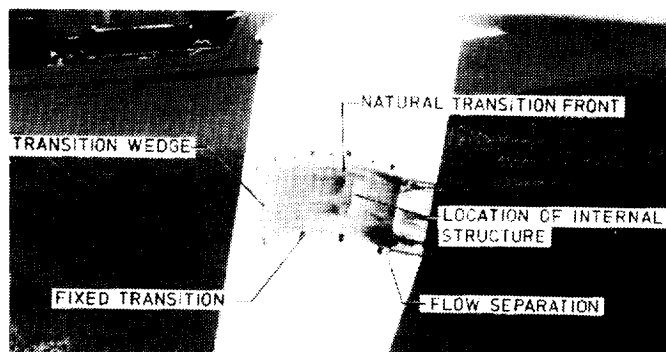 NATURAL TRANSITION FRONT
TRANSITION WEDGE
LOCATION OF INTERNAL
STRUCTURE
FIXED TRANSITION
FLOW SEPARATION